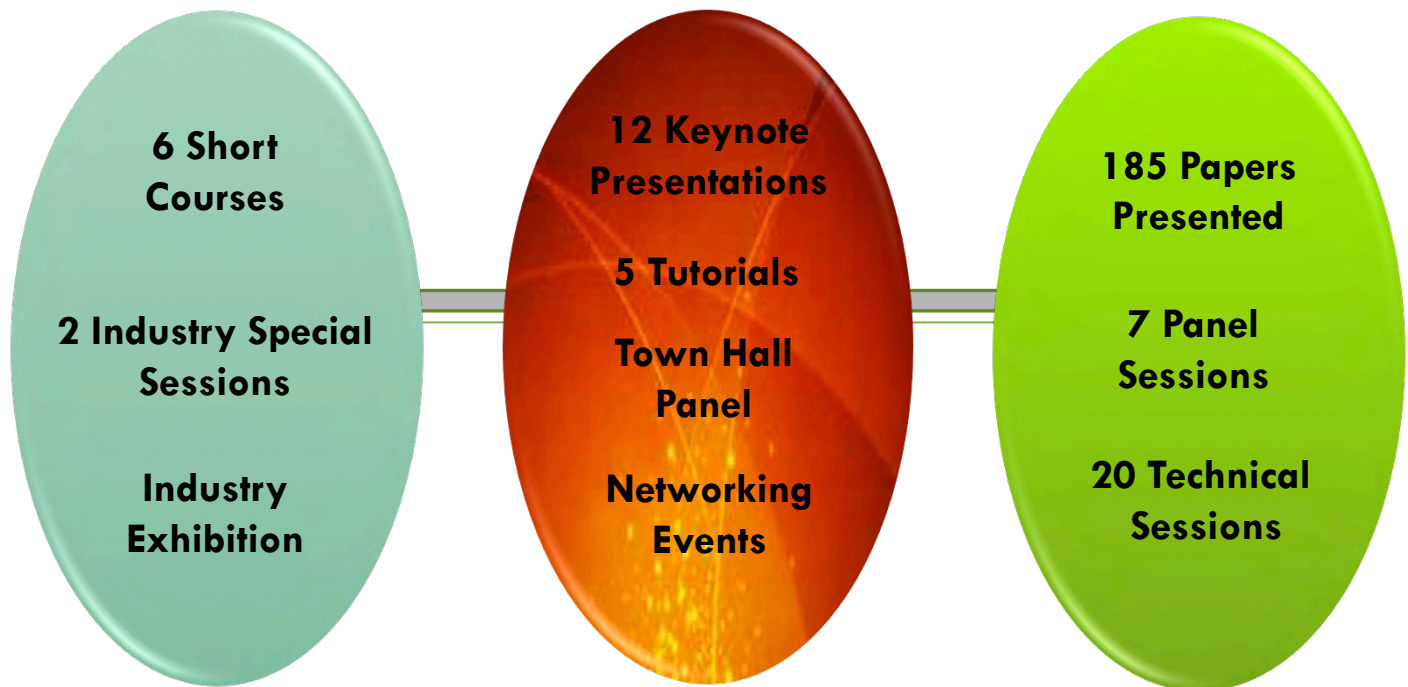 6 Short
Courses
2 Industry Special
Sessions
Industry
Exhibition
12 Keynote
Presentations
5 Tutorials
Town Hall
Panel
Networking
Events
185 Papers
Presented
7 Panel
Sessions
20 Technical
Sessions